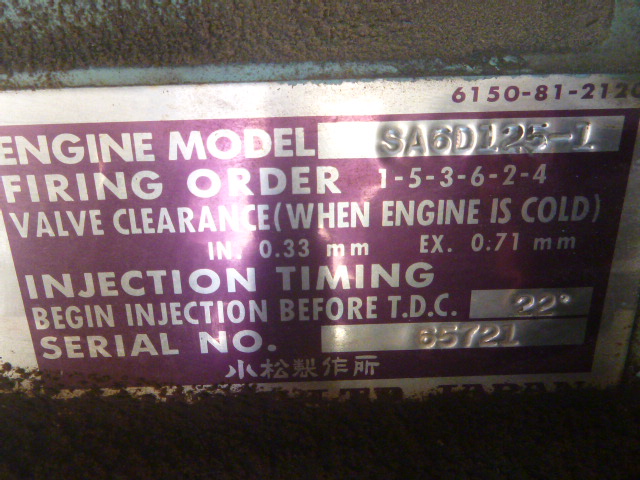 6150-81-2120
ENGINE MODEL SA6D125-1
FIRING ORDER 1-5-3-6-2-4
VALVE CLEARANCE (WHEN ENGINE IS COLD)
IN. 0.33 mm EX. 0.71 mm
INJECTION TIMING
BEGIN INJECTION BEFORE T.D.C. 22°
SERIAL NO. 65721
小松製作所
JAPAN